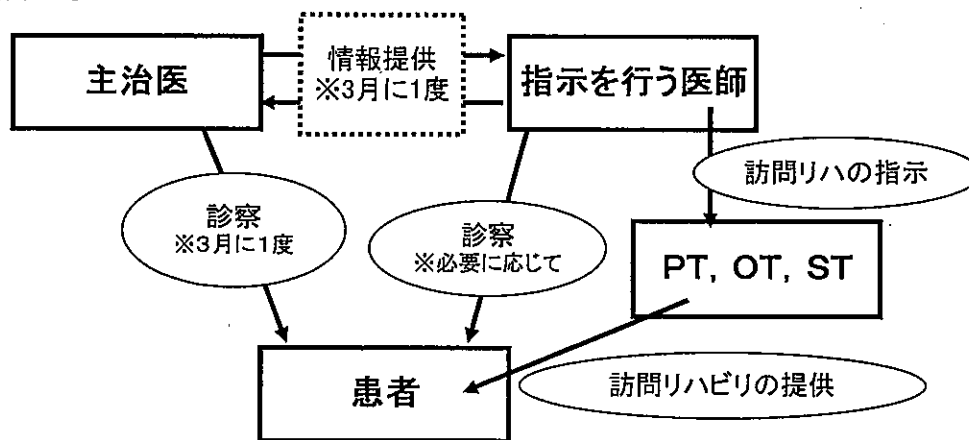 情報提供
※3月に1度
主治医
指示を行う医師
訪問リハの指示
診察
※3月に1度
診察
※必要に応じて
PT, OT, ST
患者
訪問リハビリの提供